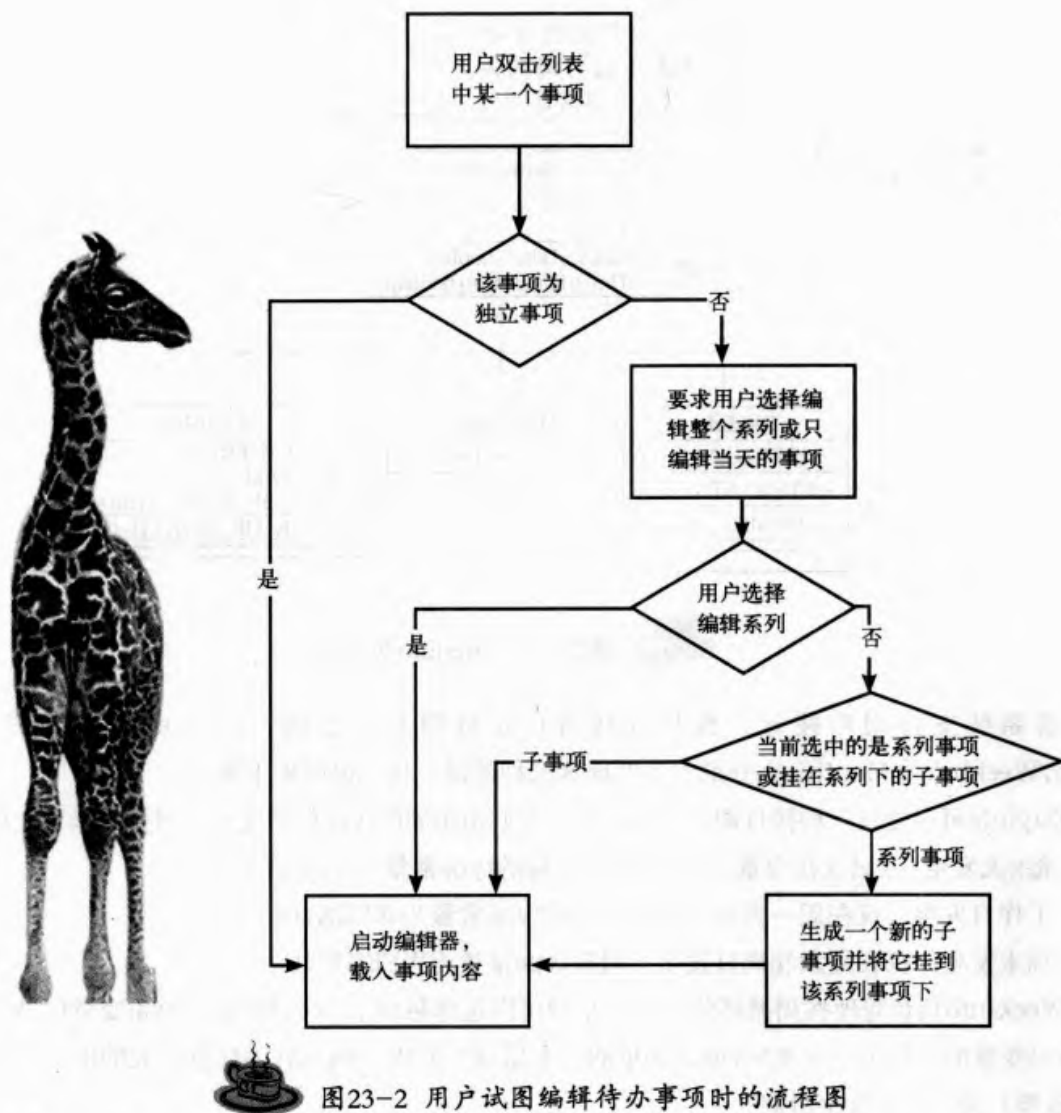 用户双击列表
中某一个事项
该事项为
独立事项
否
要求用户选择编
辑整个系列或只
编辑当天的事项
是
用户选择
编辑系列
是
否
当前选中的是系列事项
或挂在系列下的子事项
子事项
系列事项
启动编辑器，
载入事项内容
生成一个新的子
事项并将它挂到
该系列事项下
图23-2 用户试图编辑待办事项时的流程图